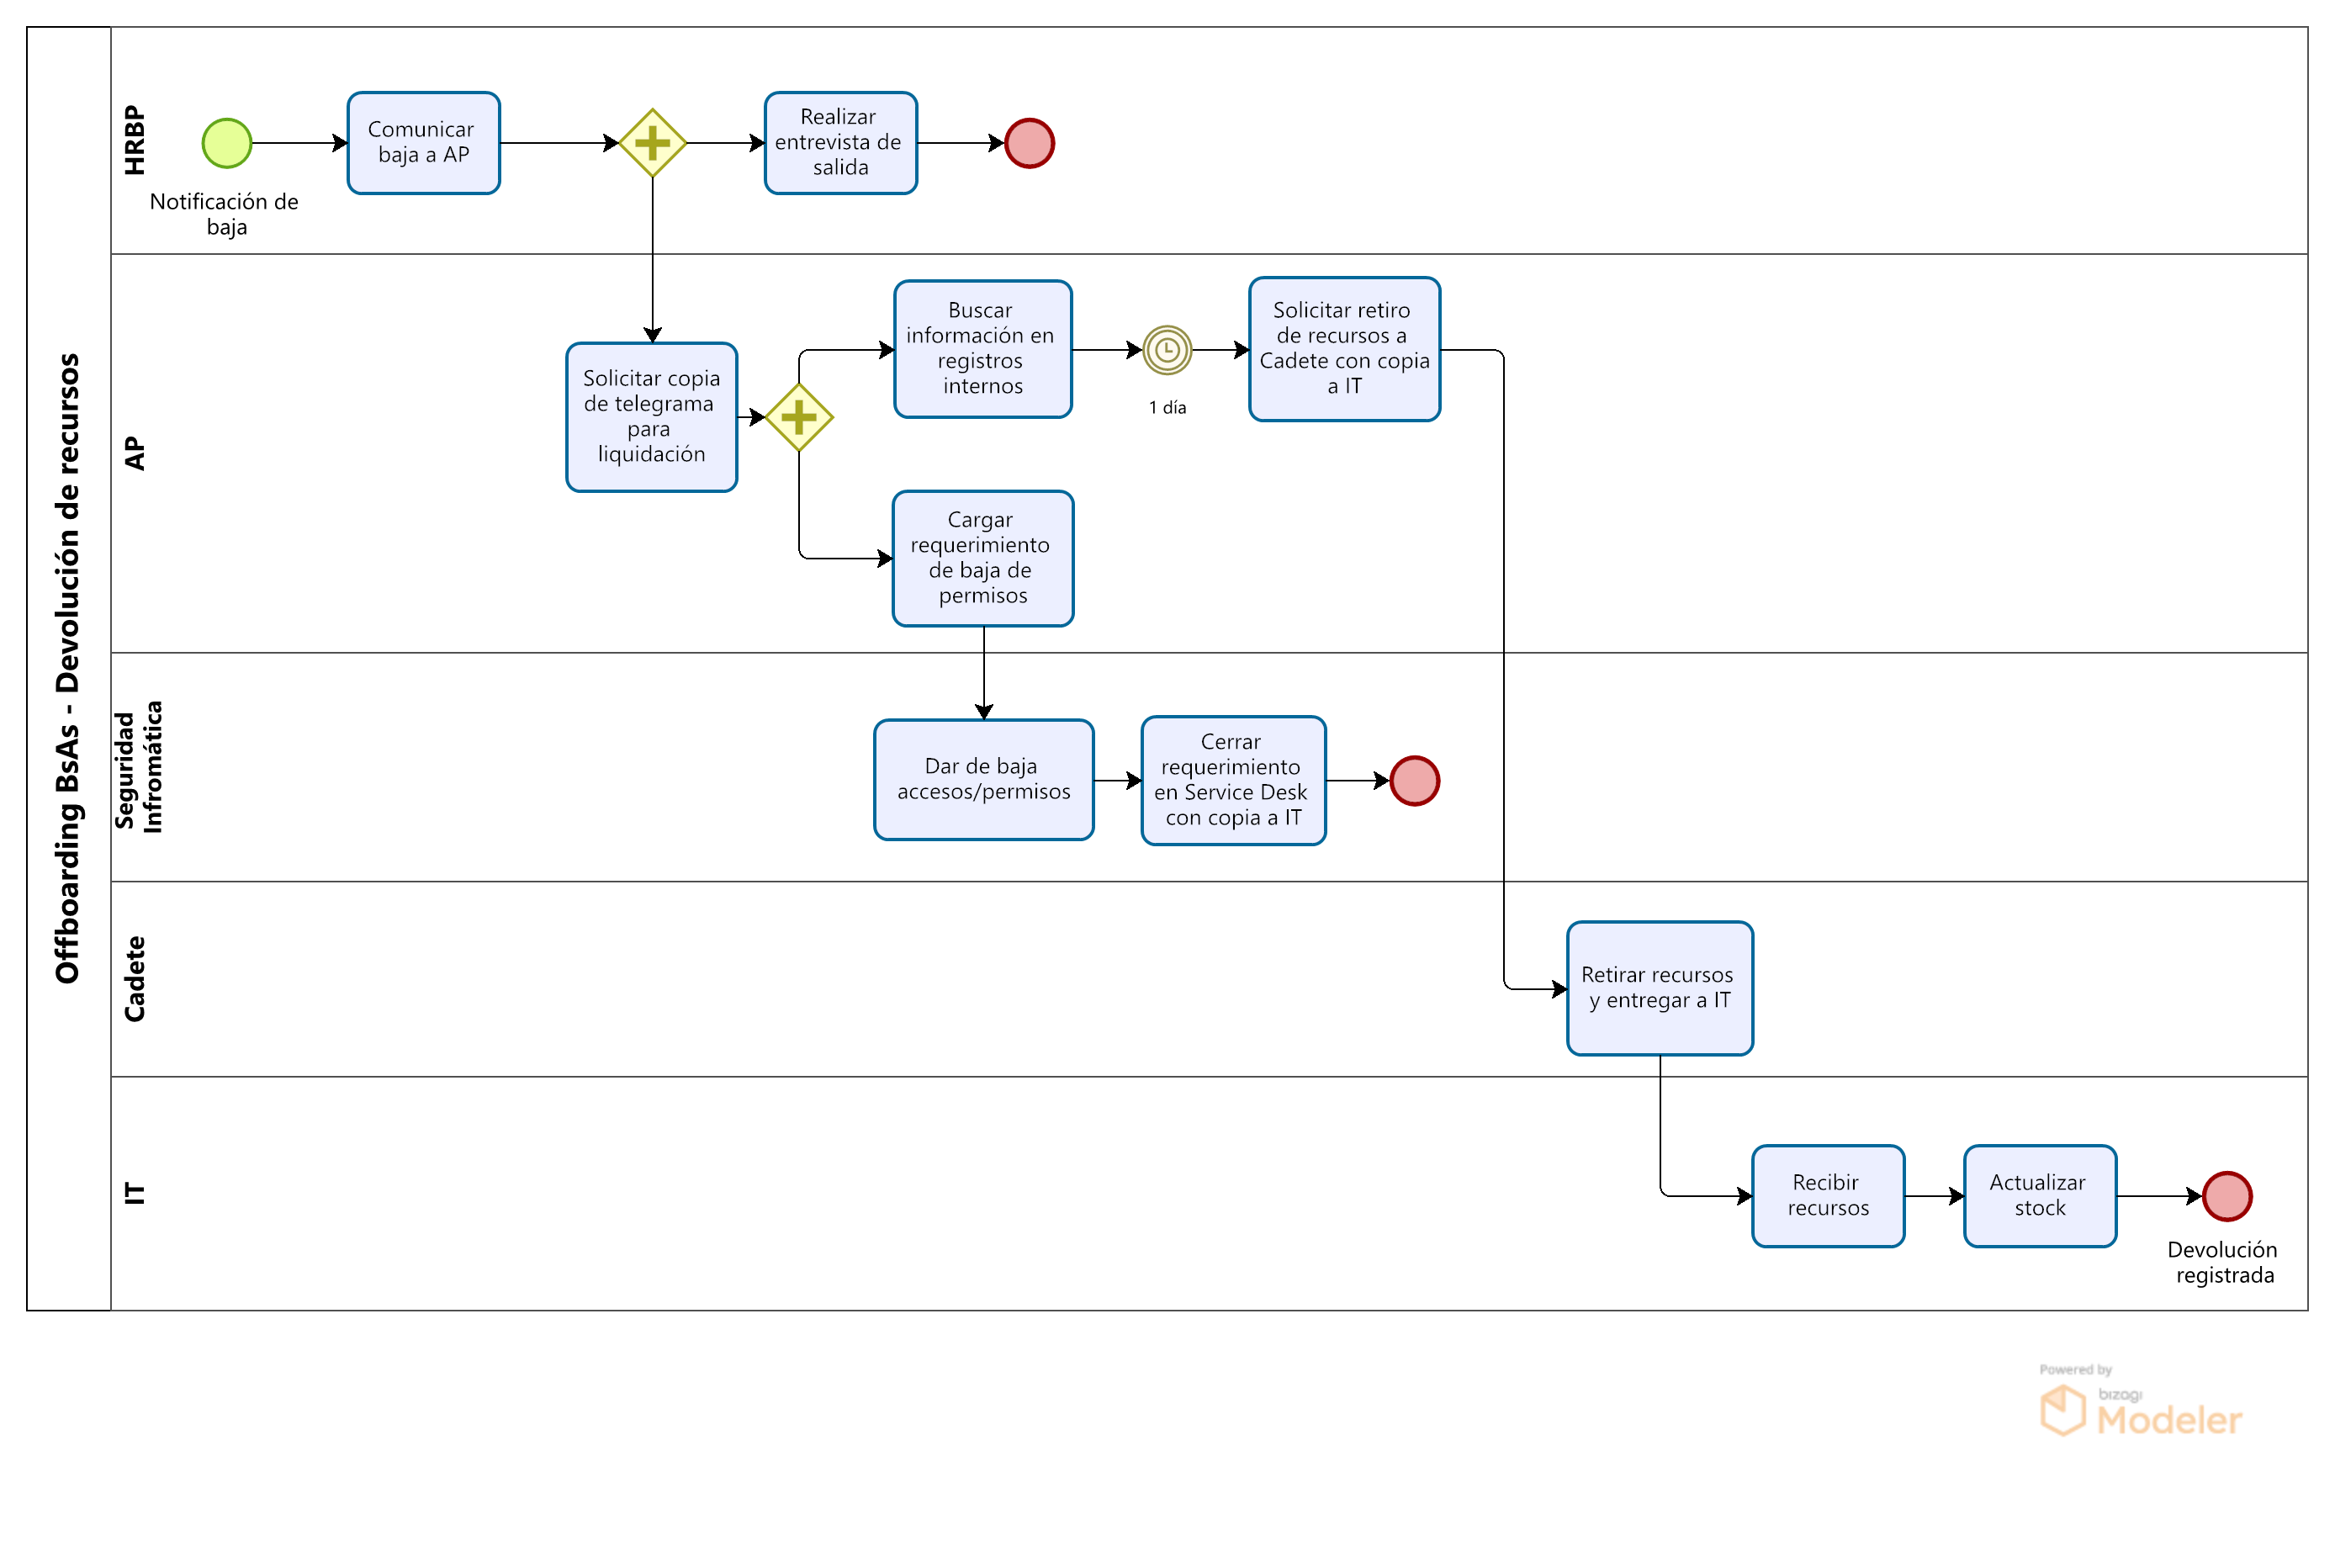 Offboarding BsAs - Devolución de recursos
HRBP
Notificación de
baja
Comunicar
baja a AP
Realizar
entrevista de
salida
AP
Solicitar copia
de telegrama
para
liquidación
Buscar
información en
registros
internos
1 día
Solicitar retiro
de recursos a
Cadete con copia
a IT
Cargar
requerimiento
de baja de
permisos
Seguridad
Infromática
Dar de baja
accesos/permisos
Cerrar
requerimiento
en Service Desk
con copia a IT
Cadete
Retirar recursos
y entregar a IT
IT
Recibir
recursos
Actualizar
stock
Devolución
registrada
Powered by
bizagi
Modeler